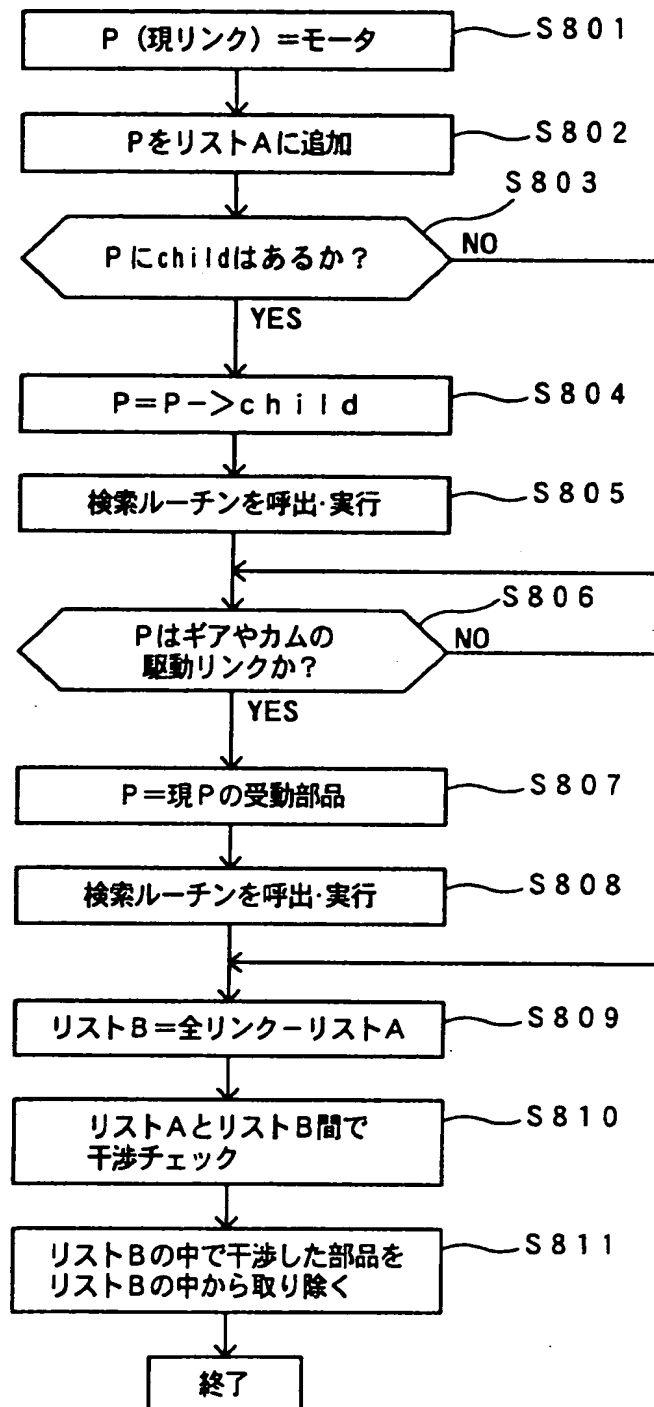 P（現リンク）＝モータ
S801
PをリストAに追加
S802
S803
Pにchildはあるか？
NO
YES
P＝P－＞child
S804
検索ルーチンを呼出･実行
S805
S806
Pはギアやカムの
駆動リンクか？
NO
YES
P＝現Pの受動部品
S807
検索ルーチンを呼出･実行
S808
リストB＝全リンク－リストA
S809
リストAとリストB間で
干渉チェック
S810
リストBの中で干渉した部品を
リストBの中から取り除く
S811
終了